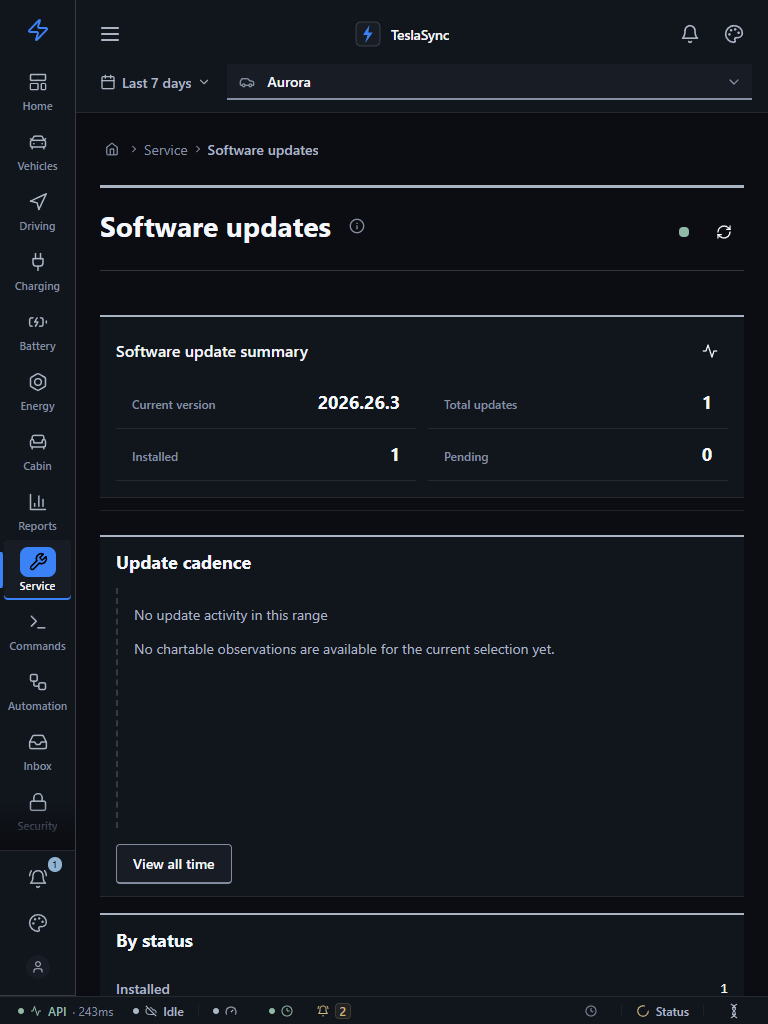 TeslaSync
Last 7 days
Aurora
Home
Vehicles
Driving
Charging
Battery
Energy
Cabin
Reports
Service
Commands
Automation
Inbox
Security
1
Service
Software updates
Software updates
Software update summary
Current version 2026.26.3
Total updates 1
Installed 1
Pending 0
Update cadence
No update activity in this range
No chartable observations are available for the current selection yet.
View all time
By status
Installed 1
API · 243ms
Idle
2
Status